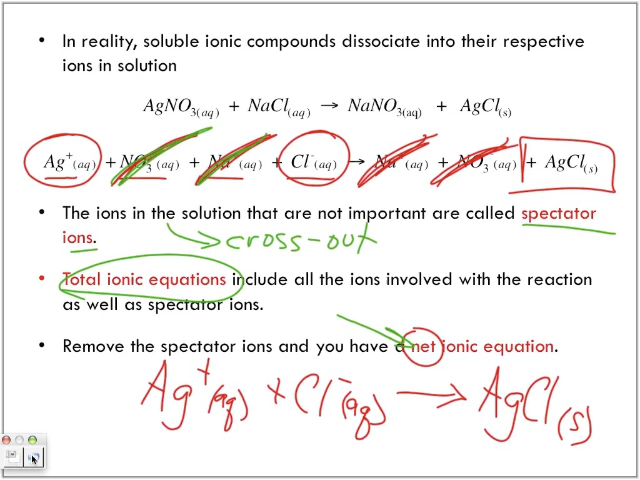 • In reality, soluble ionic compounds dissociate into their respective
ions in solution
AgNO3(aq) + NaCl(aq) → NaNO3(aq) + AgCl(s)
Ag+(aq) + NO3-(aq) + Na+(aq) + Cl-(aq) → Na+(aq) + NO3-(aq) + AgCl(s)
• The ions in the solution that are not important are called spectator
ions.
cross-out
• Total ionic equations include all the ions involved with the reaction
as well as spectator ions.
• Remove the spectator ions and you have a net ionic equation.
Ag+(aq) + Cl-(aq) → AgCl(s)